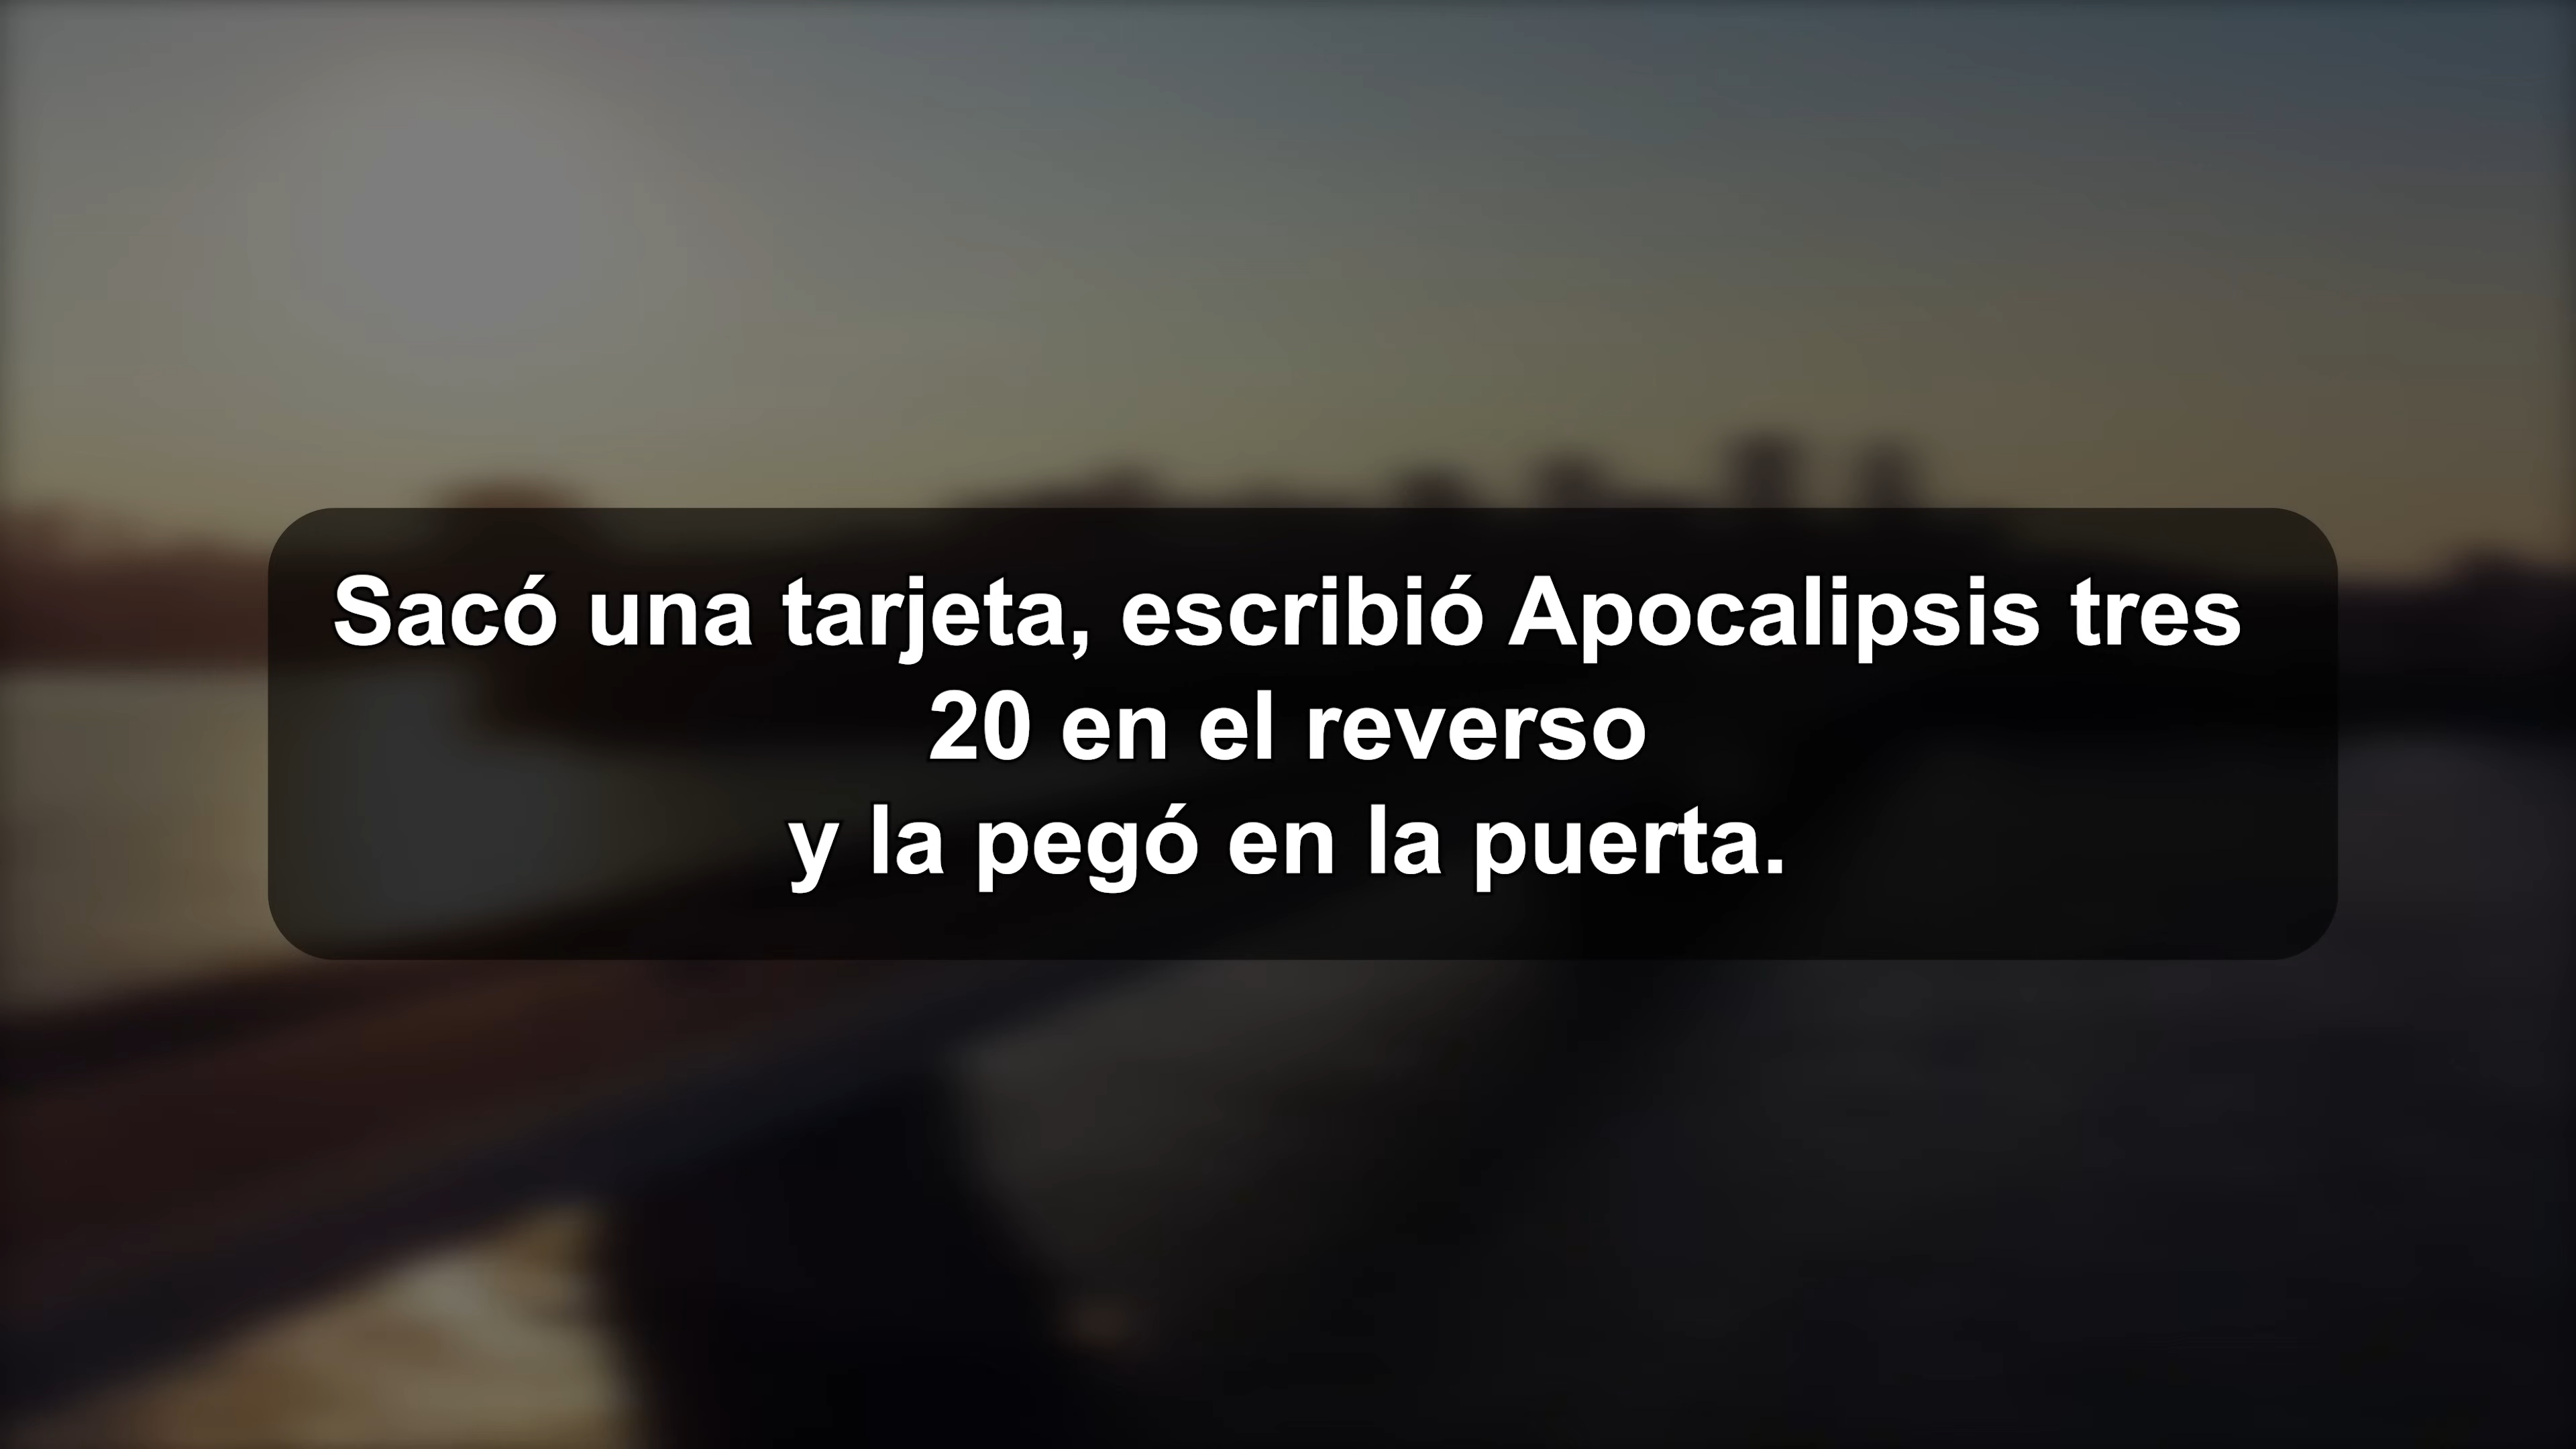 Sacó una tarjeta, escribió Apocalipsis tres
20 en el reverso
y la pegó en la puerta.